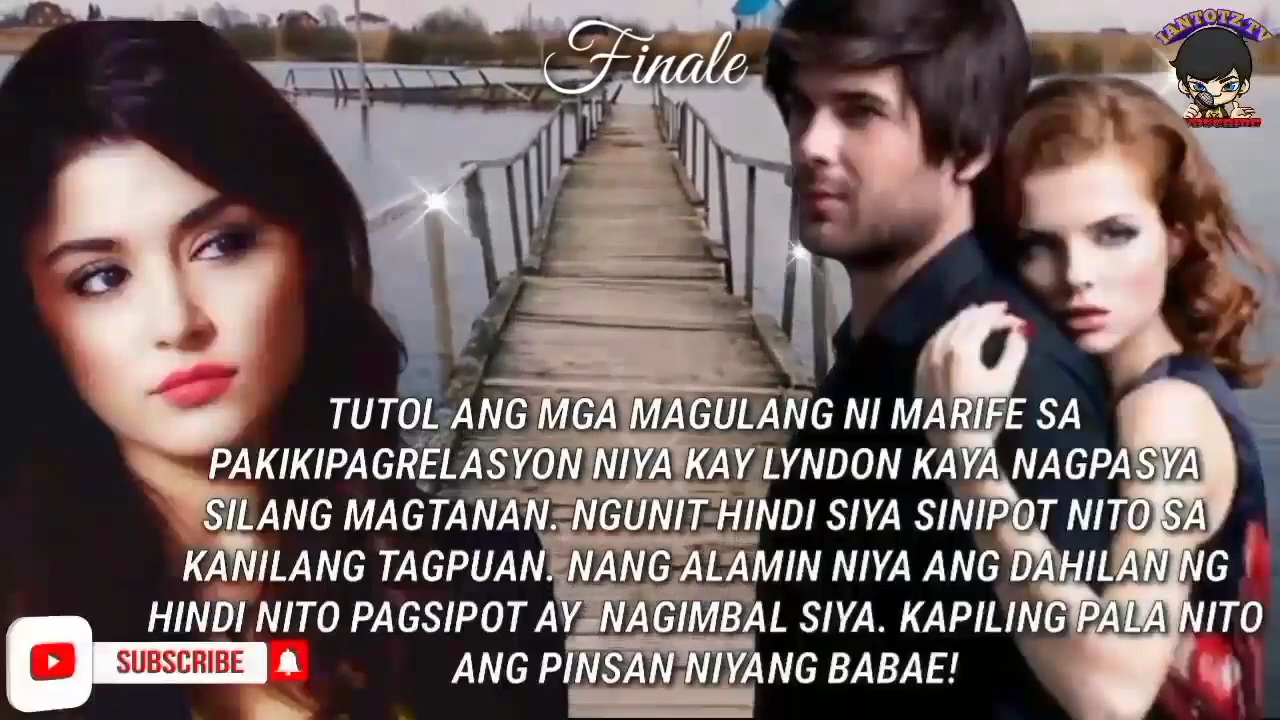 Finale
IANTOTZ TV
TUTOL ANG MGA MAGULANG NI MARIFE SA
PAKIKIPAGRELASYON NIYA KAY LYNDON KAYA NAGPASYA
SILANG MAGTANAN. NGUNIT HINDI SIYA SINIPOT NITO SA
KANILANG TAGPUAN. NANG ALAMIN NIYA ANG DAHILAN NG
HINDI NITO PAGSIPOT AY NAGIMBAL SIYA. KAPILING PALA NITO
ANG PINSAN NIYANG BABAE!
SUBSCRIBE